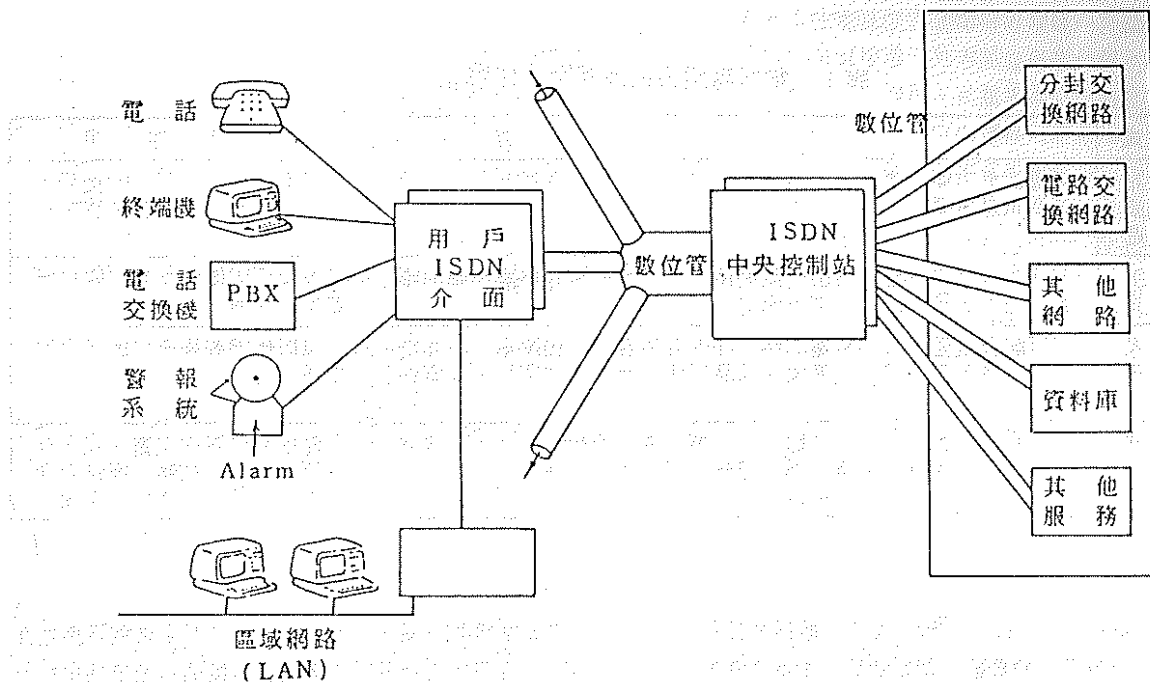 電話
終端機
電話
交換機
PBX
警報
系統
Alarm
用戶
ISDN
介面
數位管
ISDN
中央控制站
數位管
分封交
換網路
電路交
換網路
其他
網路
資料庫
其他
服務
區域網路
(LAN)